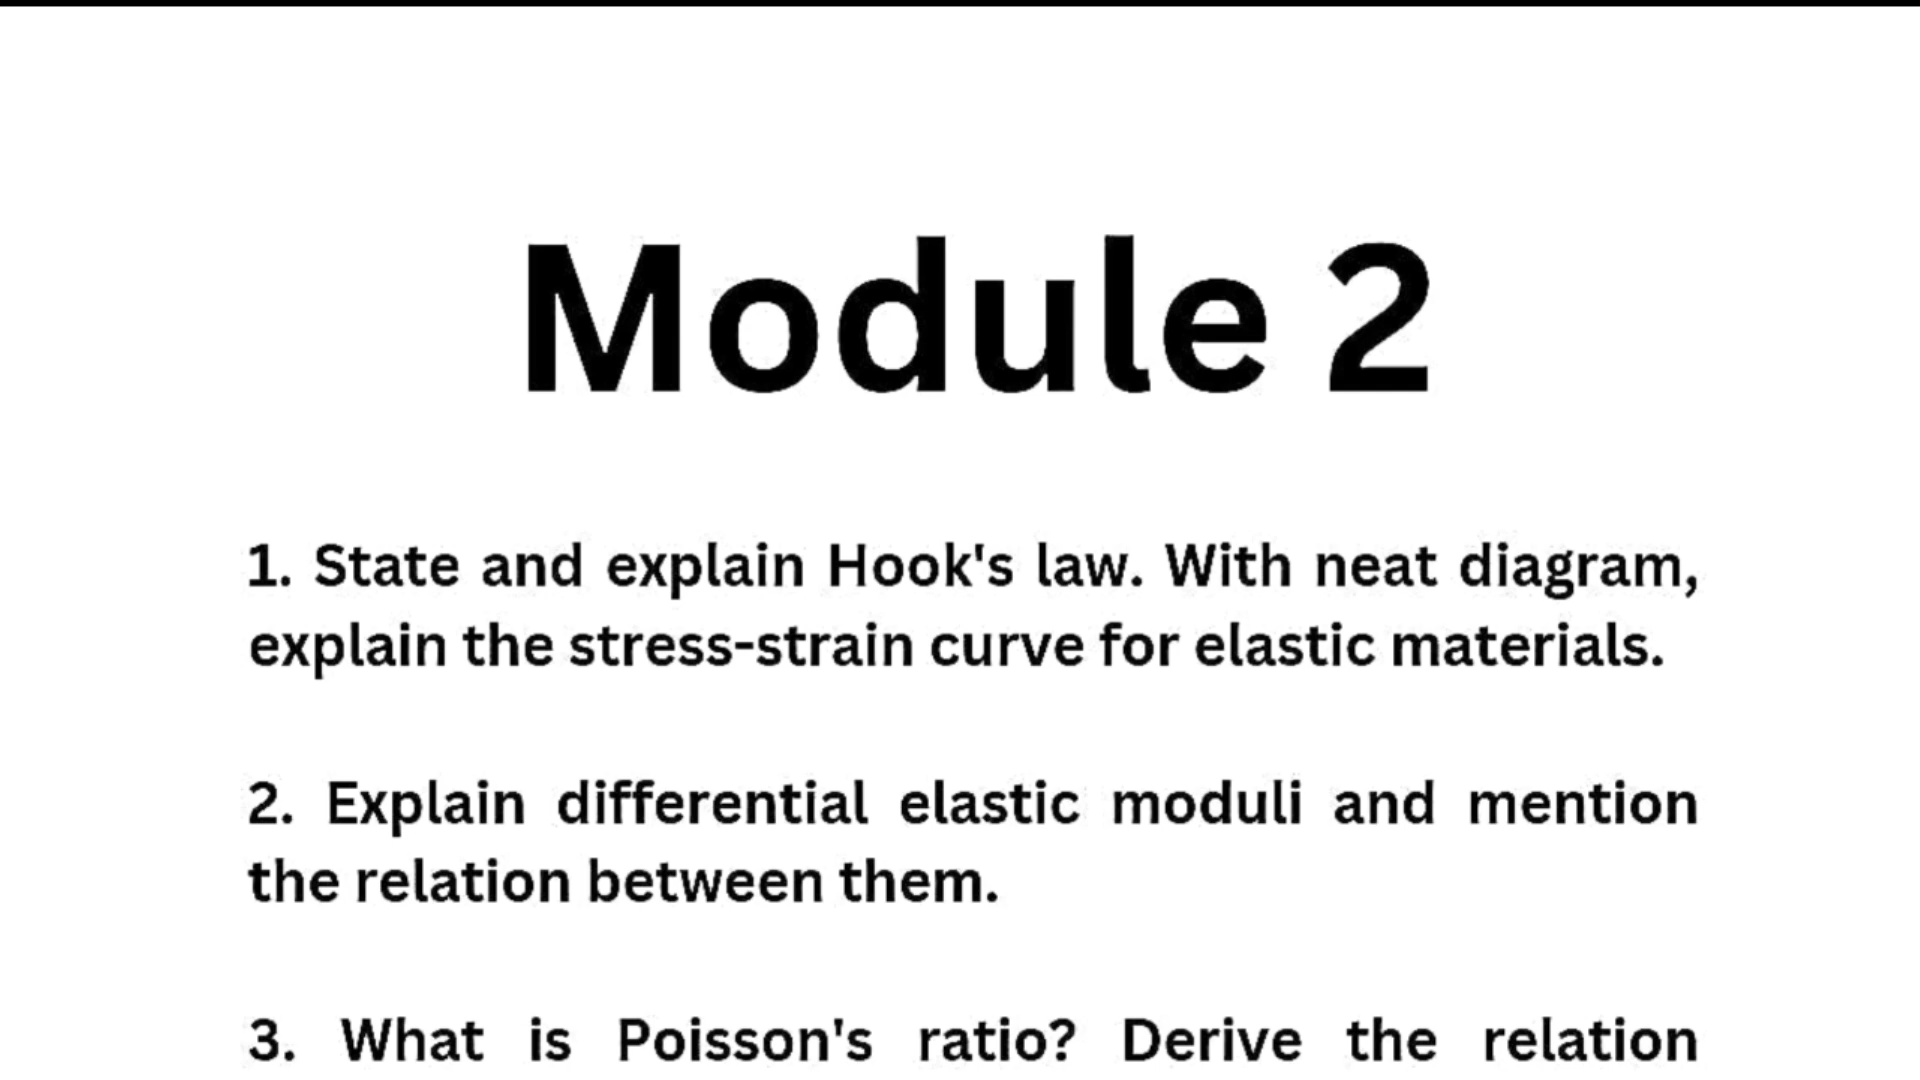 Module 2
1. State and explain Hook's law. With neat diagram,
explain the stress-strain curve for elastic materials.
2. Explain differential elastic moduli and mention
the relation between them.
3. What is Poisson's ratio? Derive the relation